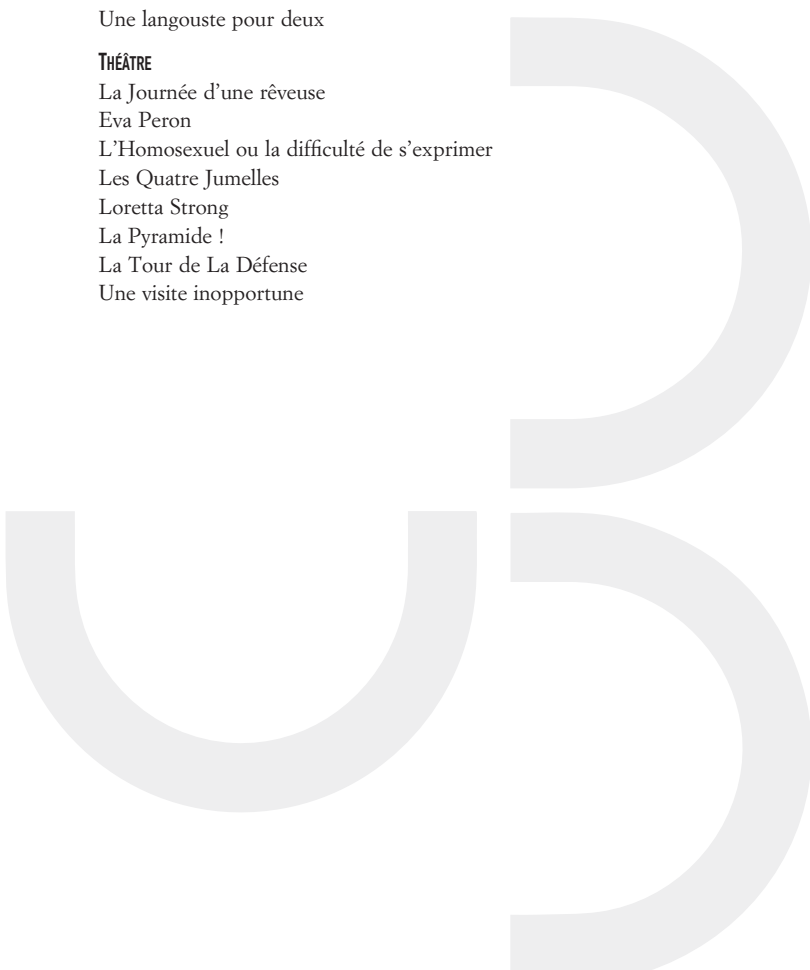 Une langouste pour deux
THÉÂTRE
La Journée d’une rêveuse
Eva Peron
L’Homosexuel ou la difficulté de s’exprimer
Les Quatre Jumelles
Loretta Strong
La Pyramide !
La Tour de La Défense
Une visite inopportune